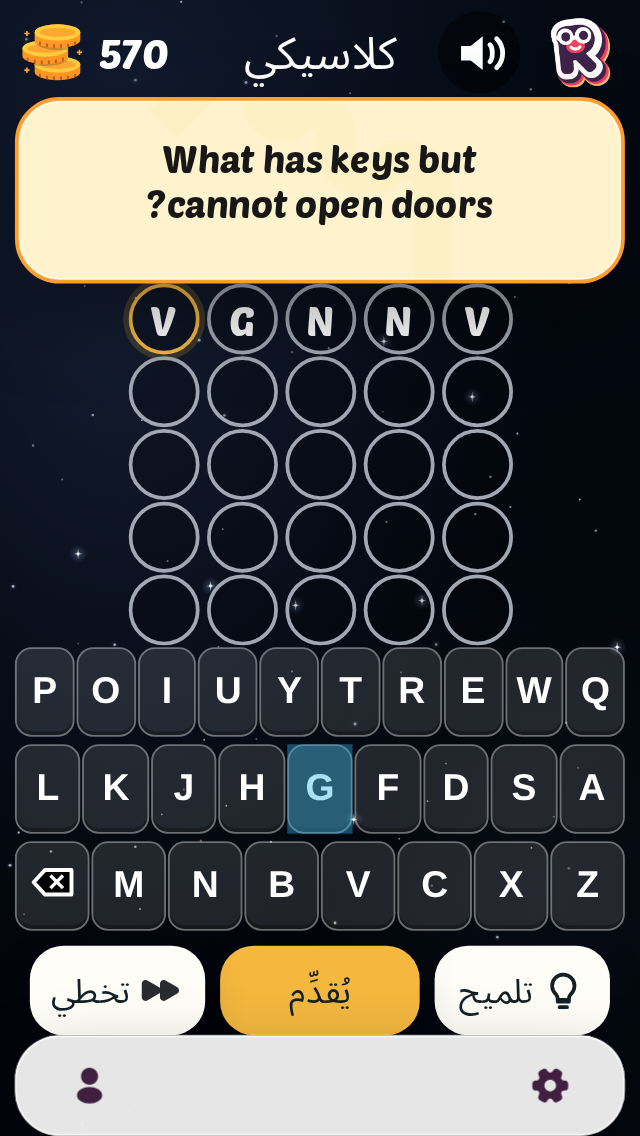 570 كلاسيكي
What has keys but
?cannot open doors
V G N N V
P O I U Y T R E W Q
L K J H G F D S A
M N B V C X Z
تلميح يُقدِّم تخطي